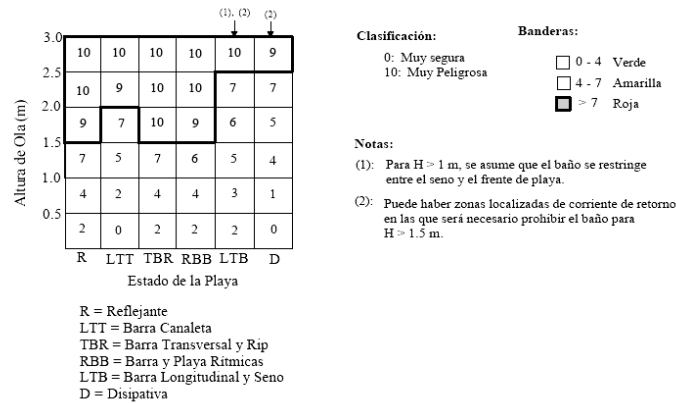 (1), (2) (2)
3.0
10 10 10 10 10 9
2.5
10 9 10 10 7 7
2.0
9 7 10 9 6 5
1.5
7 5 7 6 5 4
1.0
4 2 4 4 3 1
0.5
2 0 2 2 2 0
R LTT TBR RBB LTB D
Altura de Ola (m)
Estado de la Playa
R = Reflejante
LTT = Barra Canaleta
TBR = Barra Transversal y Rip
RBB = Barra y Playa Rítmicas
LTB = Barra Longitudinal y Seno
D = Disipativa
Clasificación:
0: Muy segura
10: Muy Peligrosa
Banderas:
0 - 4 Verde
4 - 7 Amarilla
> 7 Roja
Notas:
(1): Para H > 1 m, se asume que el baño se restringe
entre el seno y el frente de playa.
(2): Puede haber zonas localizadas de corriente de retorno
en las que será necesario prohibir el baño para
H > 1.5 m.